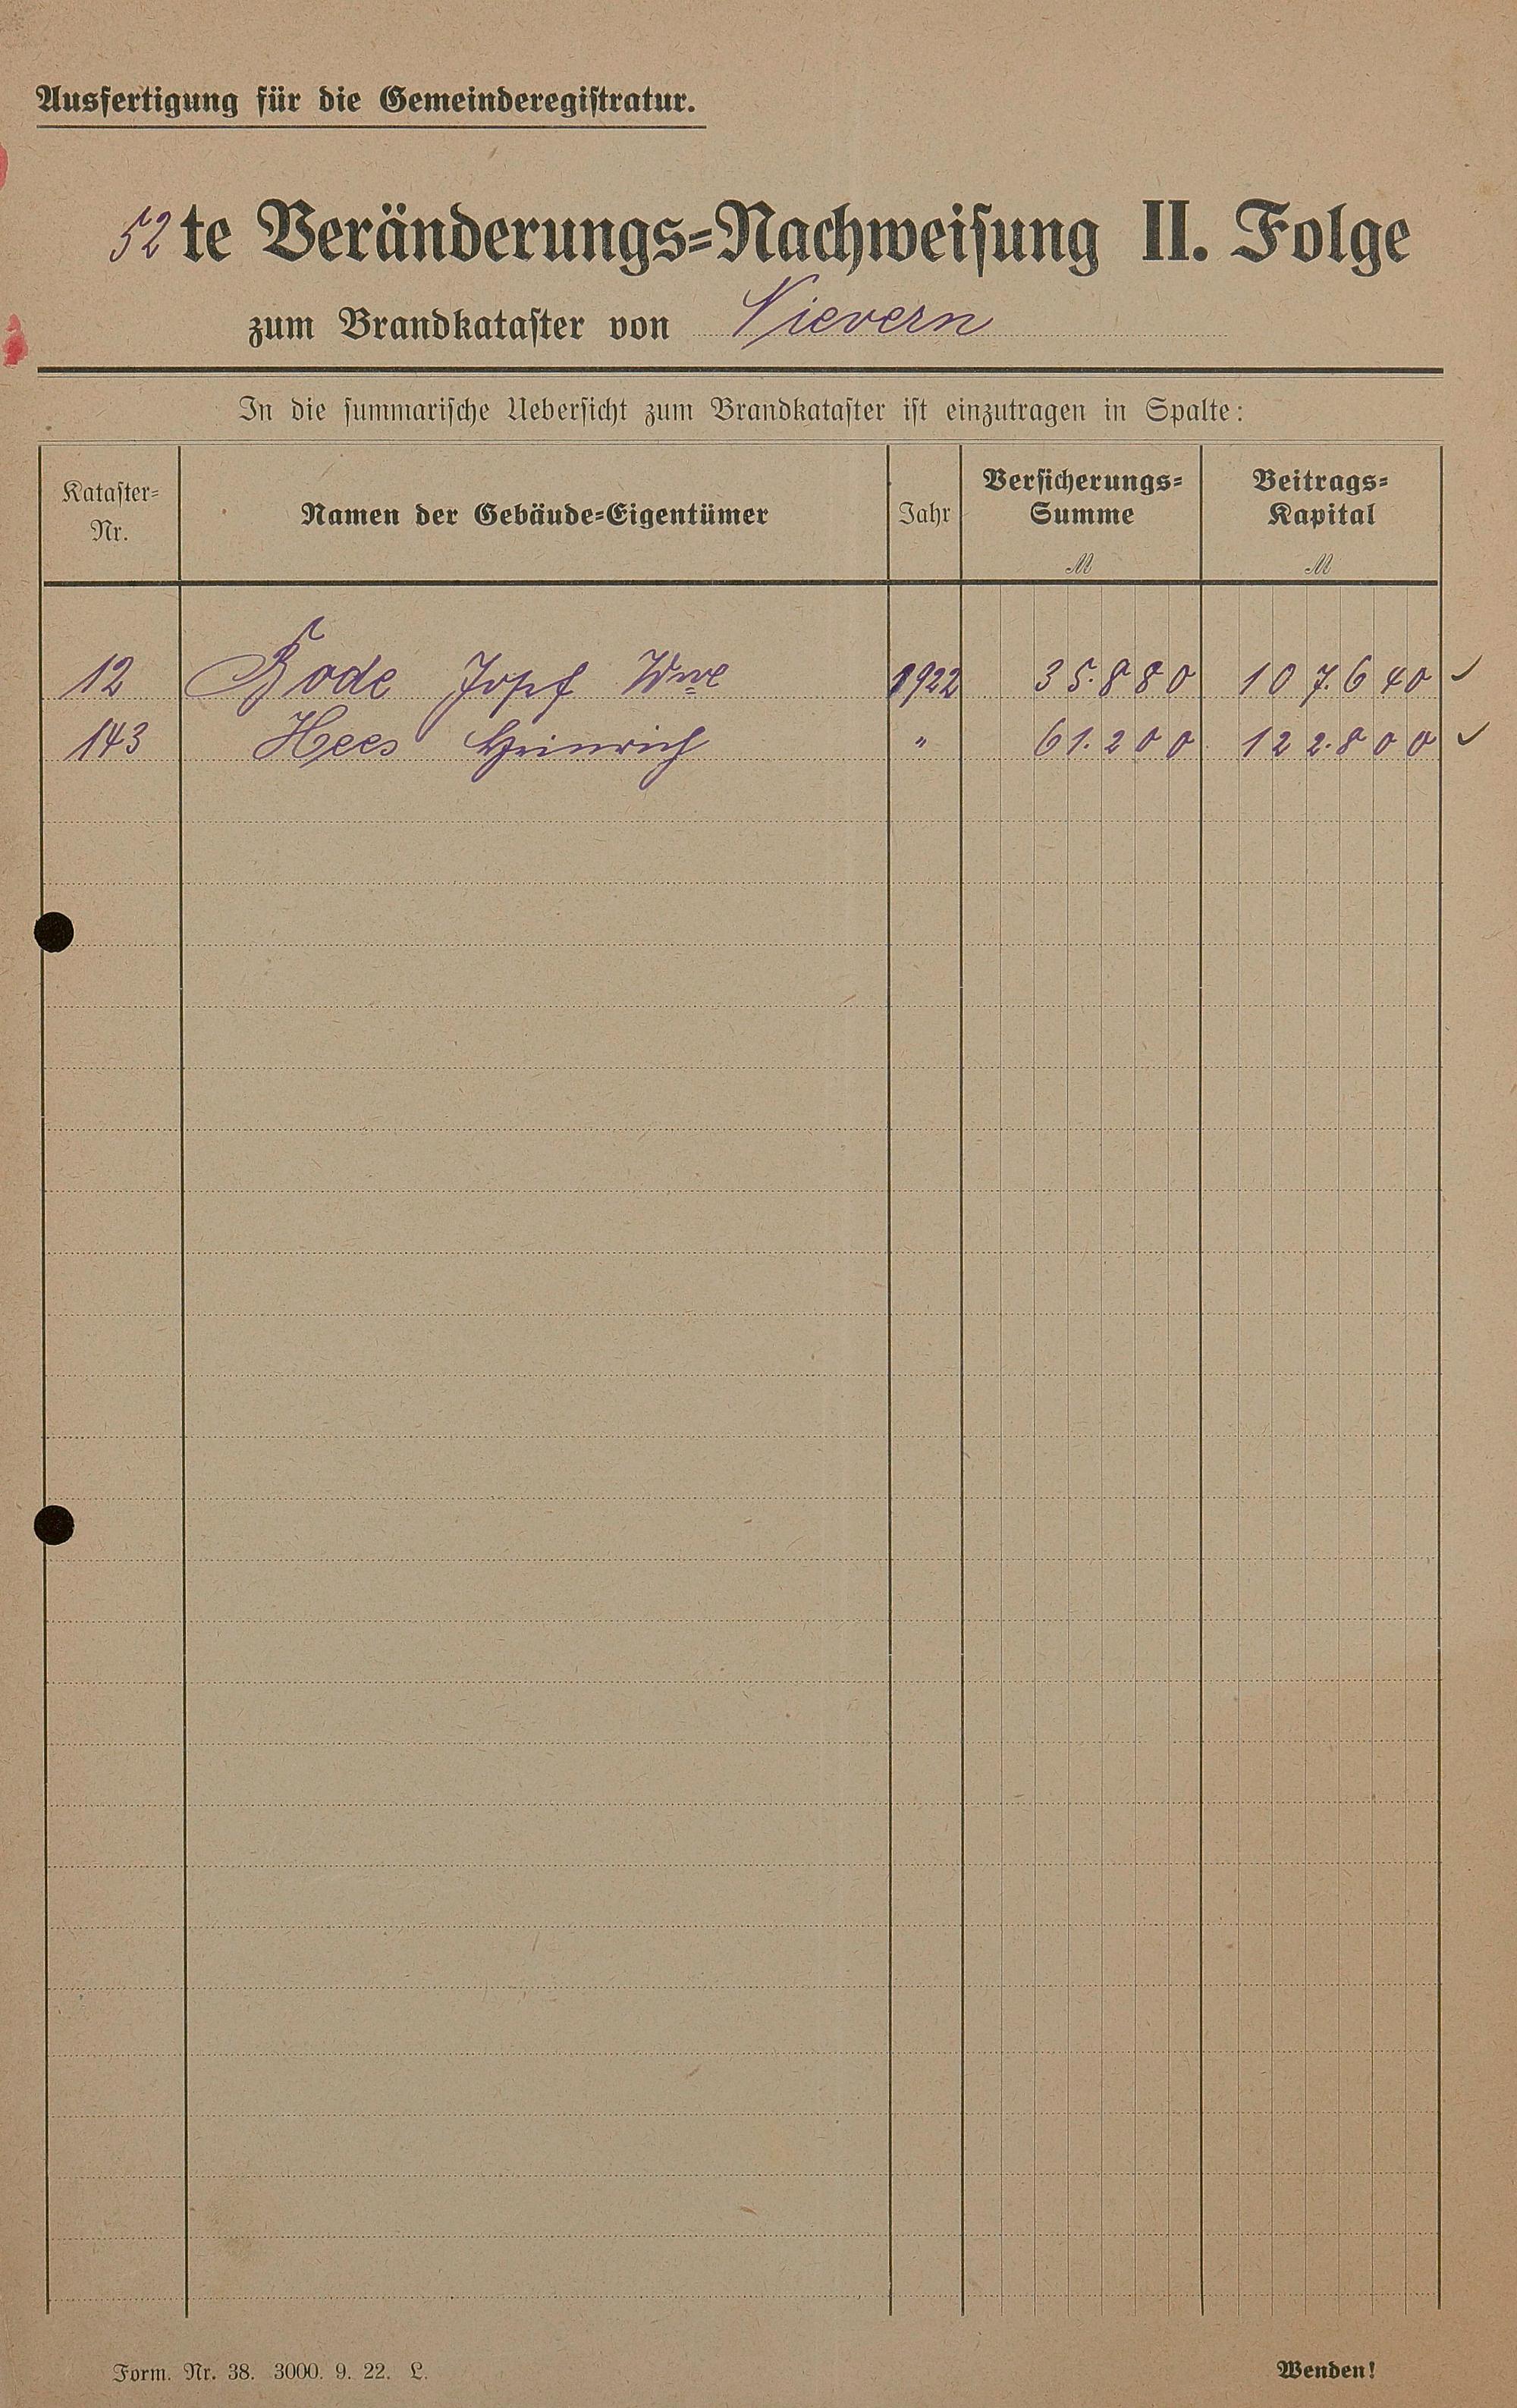 Ausfertigung für die Gemeinderegistratur.
52te Veränderungs=Nachweisung II. Folge
zum Brandkataster von Nievern
In die summarische Uebersicht zum Brandkataster ist einzutragen in Spalte:
Kataster=Nr. Namen der Gebäude=Eigentümer Jahr Versicherungs=Summe M Beitrags=Kapital M
12 Bode Josef Wwe 1922 35.880 107.640 ✓
143 Hees Heinrich " 61.200 122.800 ✓
Form. Nr. 38. 3000. 9. 22. L. Wenden!